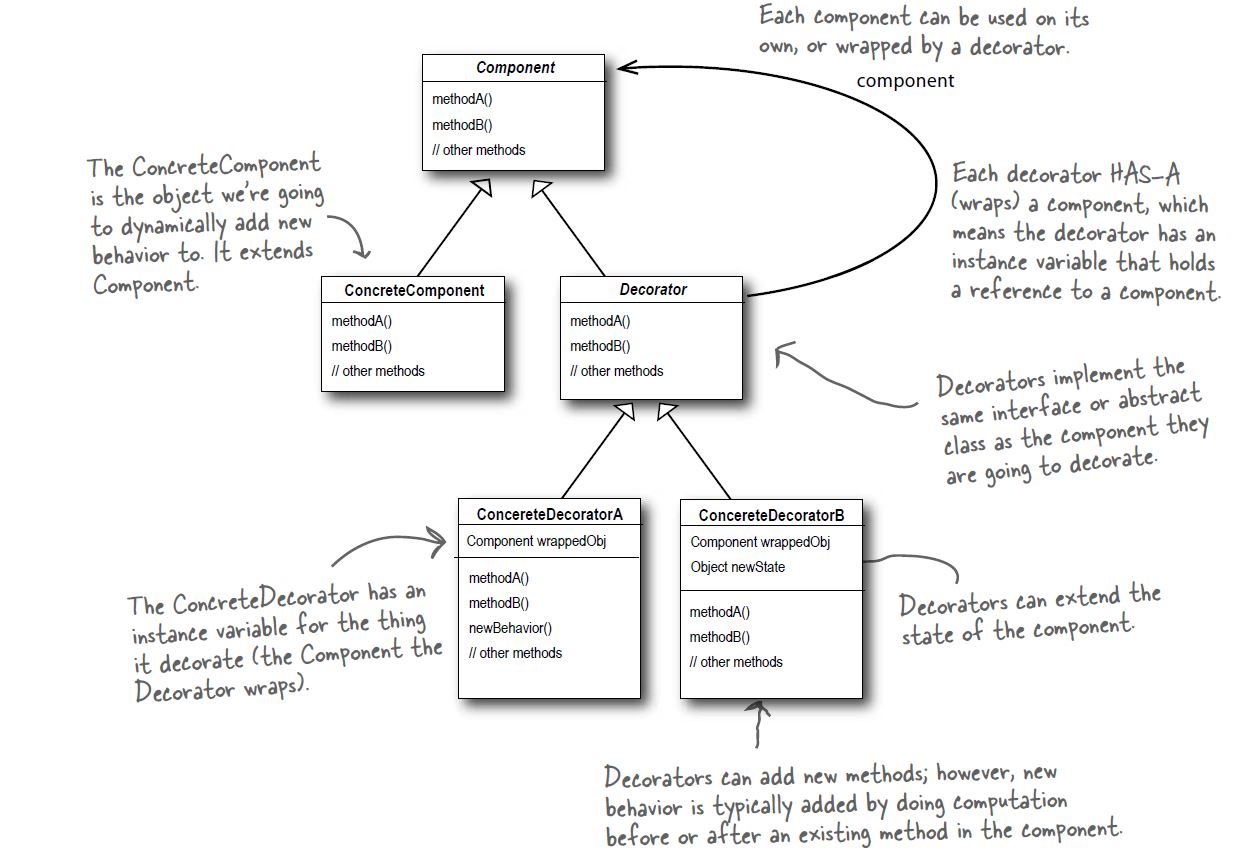 Each component can be used on its
own, or wrapped by a decorator.
component
Component
methodA()
methodB()
// other methods
The ConcreteComponent
is the object we're going
to dynamically add new
behavior to. It extends
Component.
Each decorator HAS-A
(wraps) a component, which
means the decorator has an
instance variable that holds
a reference to a component.
ConcreteComponent
methodA()
methodB()
// other methods
Decorator
methodA()
methodB()
// other methods
Decorators implement the
same interface or abstract
class as the component they
are going to decorate.
ConcereteDecoratorA
Component wrappedObj
methodA()
methodB()
newBehavior()
// other methods
ConcereteDecoratorB
Component wrappedObj
Object newState
methodA()
methodB()
// other methods
The ConcreteDecorator has an
instance variable for the thing
it decorate (the Component the
Decorator wraps).
Decorators can extend the
state of the component.
Decorators can add new methods; however, new
behavior is typically added by doing computation
before or after an existing method in the component.